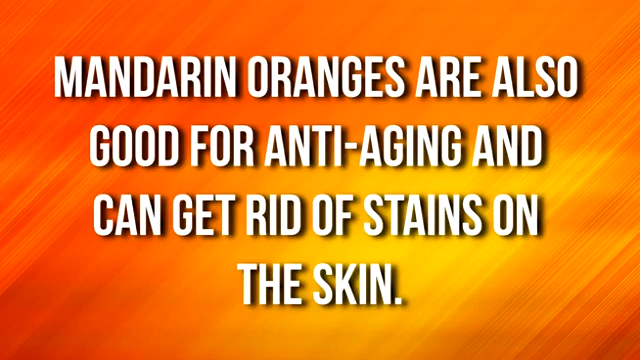 MANDARIN ORANGES ARE ALSO
GOOD FOR ANTI-AGING AND
CAN GET RID OF STAINS ON
THE SKIN.